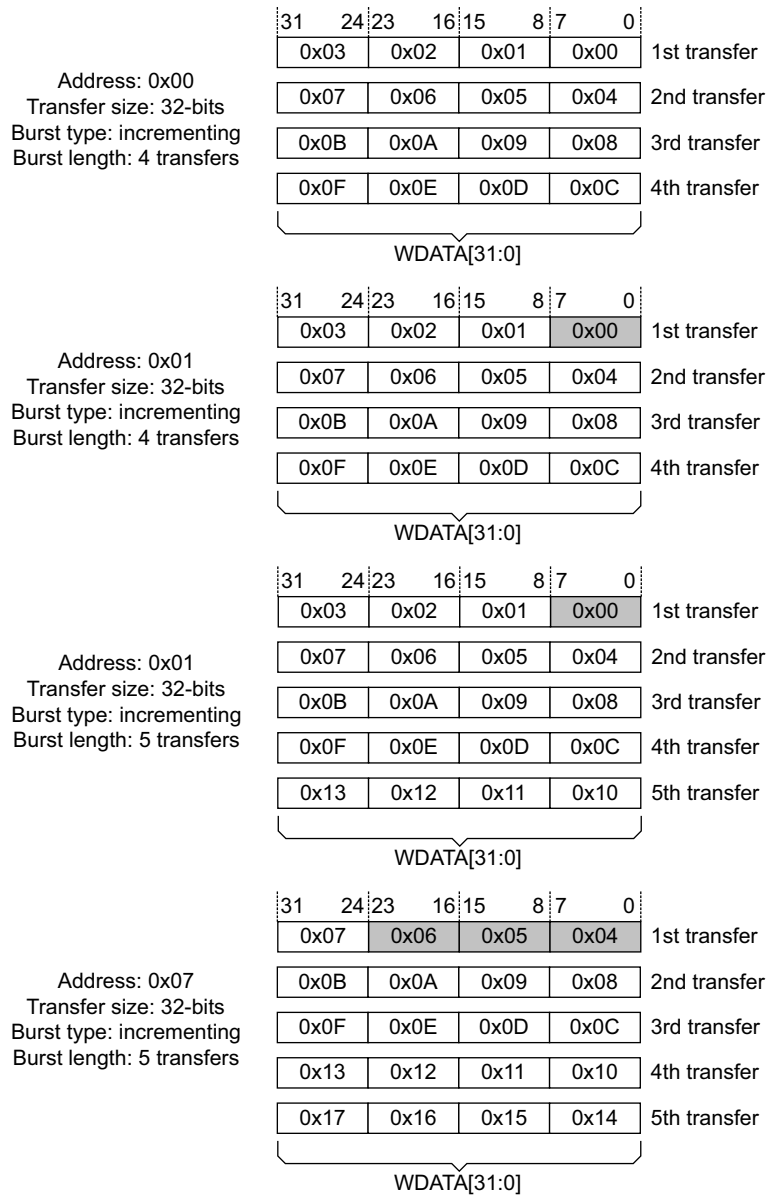 31 24 23 16 15 8 7 0
0x03 0x02 0x01 0x00 1st transfer
Address: 0x00
Transfer size: 32-bits
Burst type: incrementing
Burst length: 4 transfers
0x07 0x06 0x05 0x04 2nd transfer
0x0B 0x0A 0x09 0x08 3rd transfer
0x0F 0x0E 0x0D 0x0C 4th transfer
WDATA[31:0]
31 24 23 16 15 8 7 0
0x03 0x02 0x01 0x00 1st transfer
Address: 0x01
Transfer size: 32-bits
Burst type: incrementing
Burst length: 4 transfers
0x07 0x06 0x05 0x04 2nd transfer
0x0B 0x0A 0x09 0x08 3rd transfer
0x0F 0x0E 0x0D 0x0C 4th transfer
WDATA[31:0]
31 24 23 16 15 8 7 0
0x03 0x02 0x01 0x00 1st transfer
Address: 0x01
Transfer size: 32-bits
Burst type: incrementing
Burst length: 5 transfers
0x07 0x06 0x05 0x04 2nd transfer
0x0B 0x0A 0x09 0x08 3rd transfer
0x0F 0x0E 0x0D 0x0C 4th transfer
0x13 0x12 0x11 0x10 5th transfer
WDATA[31:0]
31 24 23 16 15 8 7 0
0x07 0x06 0x05 0x04 1st transfer
Address: 0x07
Transfer size: 32-bits
Burst type: incrementing
Burst length: 5 transfers
0x0B 0x0A 0x09 0x08 2nd transfer
0x0F 0x0E 0x0D 0x0C 3rd transfer
0x13 0x12 0x11 0x10 4th transfer
0x17 0x16 0x15 0x14 5th transfer
WDATA[31:0]